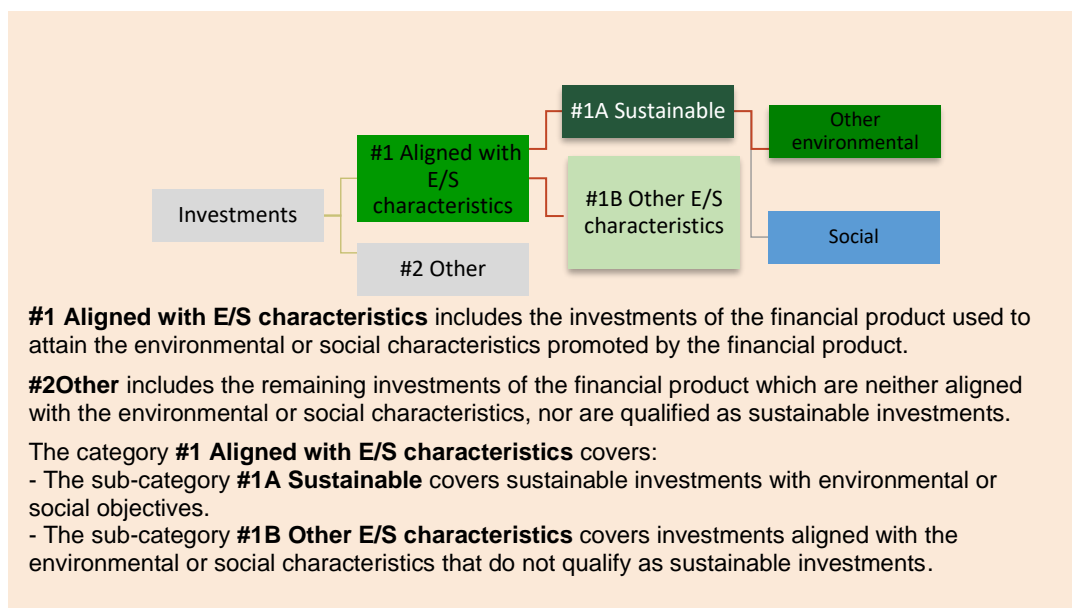 #1A Sustainable
Other
environmental
#1 Aligned with
E/S
characteristics
#1B Other E/S
characteristics
Investments
Social
#2 Other
#1 Aligned with E/S characteristics includes the investments of the financial product used to
attain the environmental or social characteristics promoted by the financial product.
#2Other includes the remaining investments of the financial product which are neither aligned
with the environmental or social characteristics, nor are qualified as sustainable investments.
The category #1 Aligned with E/S characteristics covers:
- The sub-category #1A Sustainable covers sustainable investments with environmental or
social objectives.
- The sub-category #1B Other E/S characteristics covers investments aligned with the
environmental or social characteristics that do not qualify as sustainable investments.